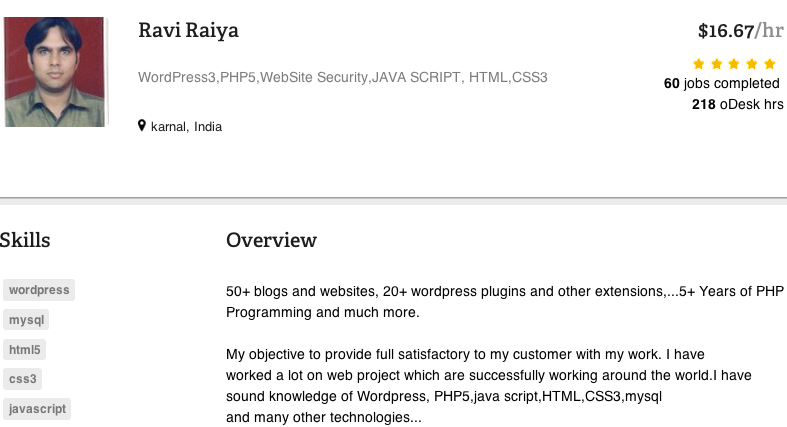 Ravi Raiya
$16.67/hr
WordPress3,PHP5,WebSite Security,JAVA SCRIPT, HTML,CSS3
60 jobs completed
218 oDesk hrs
karnal, India
Skills
wordpress
mysql
html5
css3
javascript
Overview
50+ blogs and websites, 20+ wordpress plugins and other extensions,...5+ Years of PHP
Programming and much more.
My objective to provide full satisfactory to my customer with my work. I have
worked a lot on web project which are successfully working around the world.I have
sound knowledge of Wordpress, PHP5,java script,HTML,CSS3,mysql
and many other technologies...